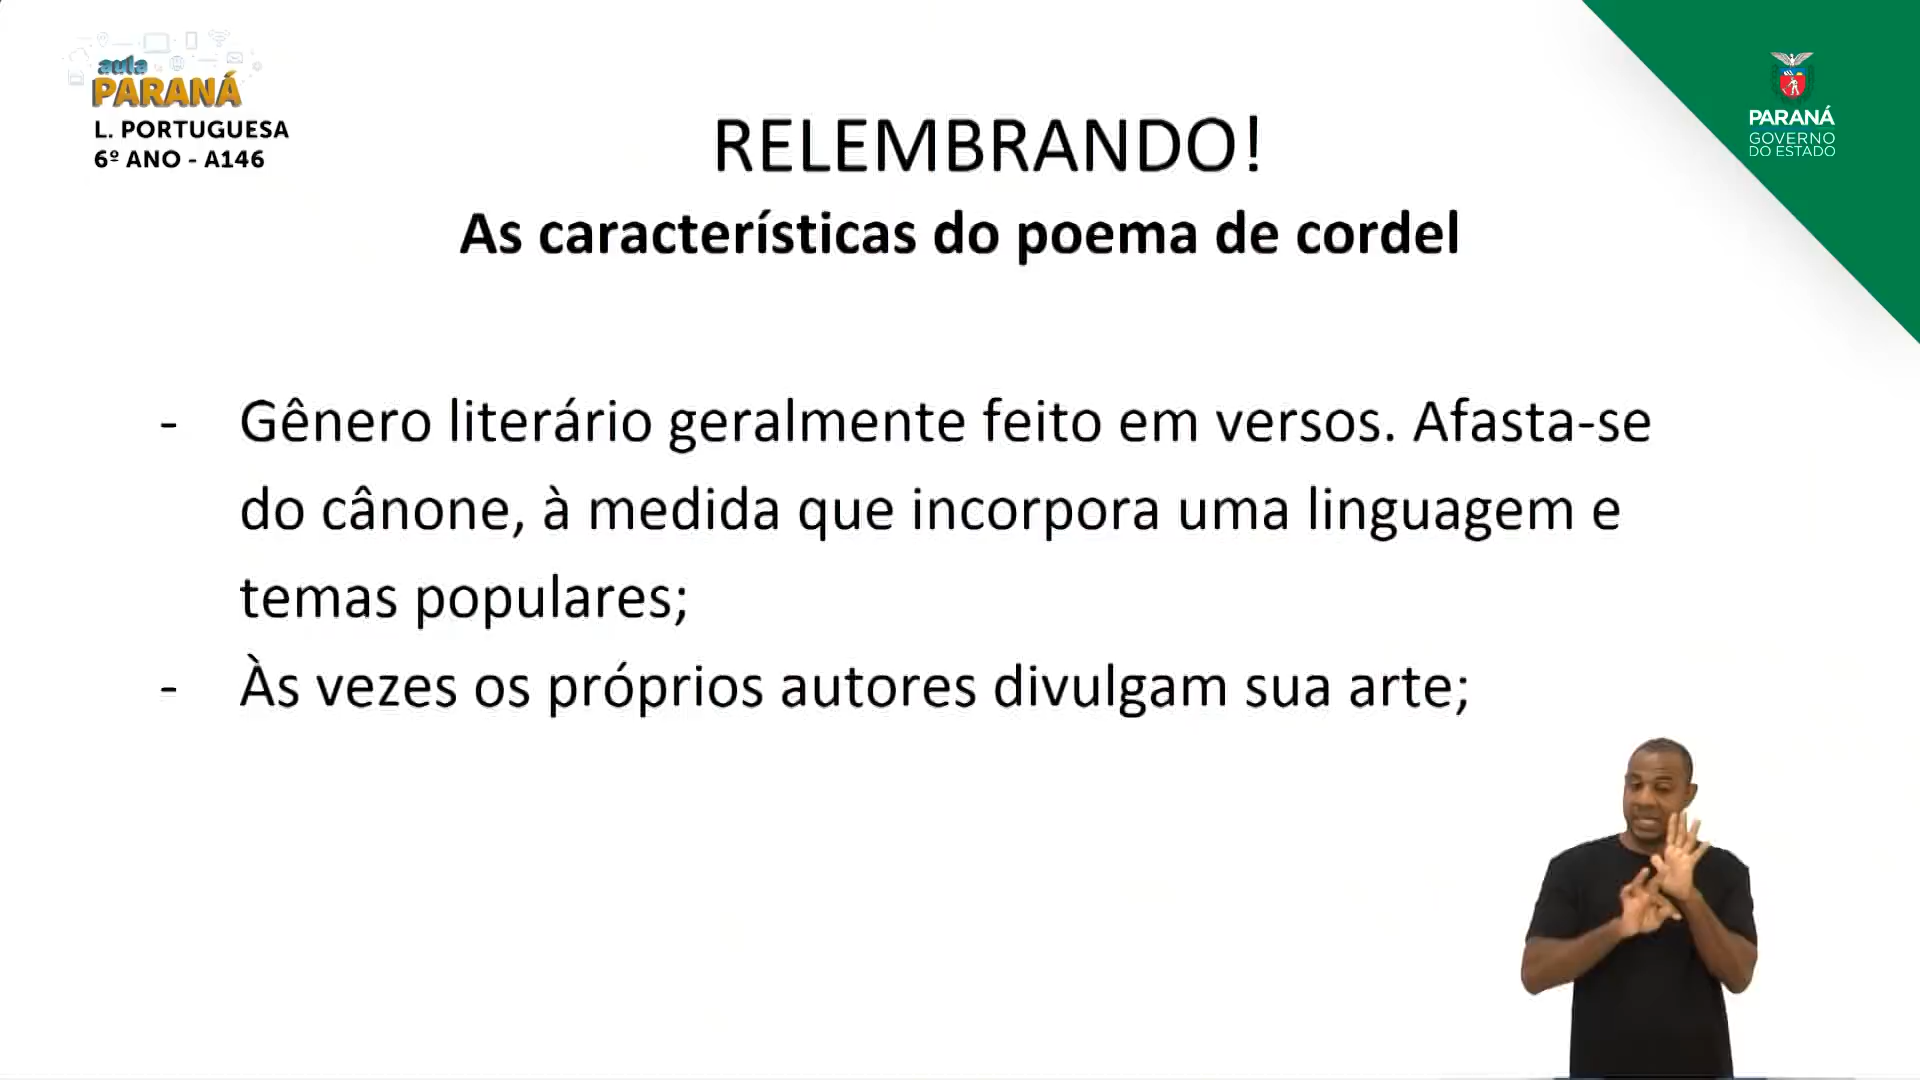 aula
PARANÁ
L. PORTUGUESA
6º ANO - A146
PARANÁ
GOVERNO
DO ESTADO
RELEMBRANDO!
As características do poema de cordel
- Gênero literário geralmente feito em versos. Afasta-se
do cânone, à medida que incorpora uma linguagem e
temas populares;
- Às vezes os próprios autores divulgam sua arte;